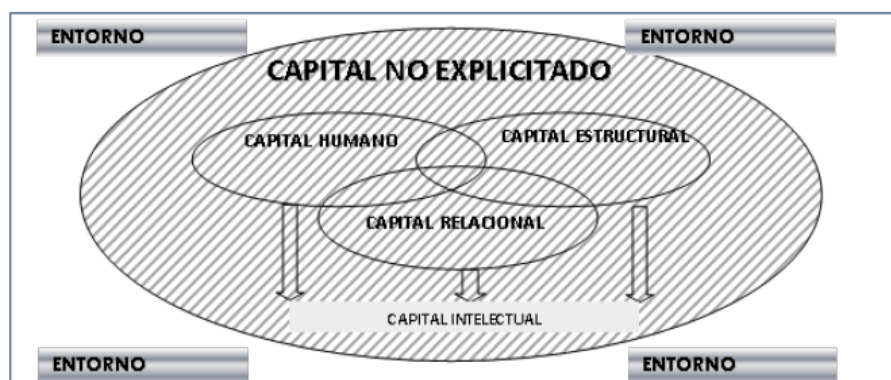 ENTORNO
ENTORNO
CAPITAL NO EXPLICITADO
CAPITAL HUMANO
CAPITAL ESTRUCTURAL
CAPITAL RELACIONAL
CAPITAL INTELECTUAL
ENTORNO
ENTORNO